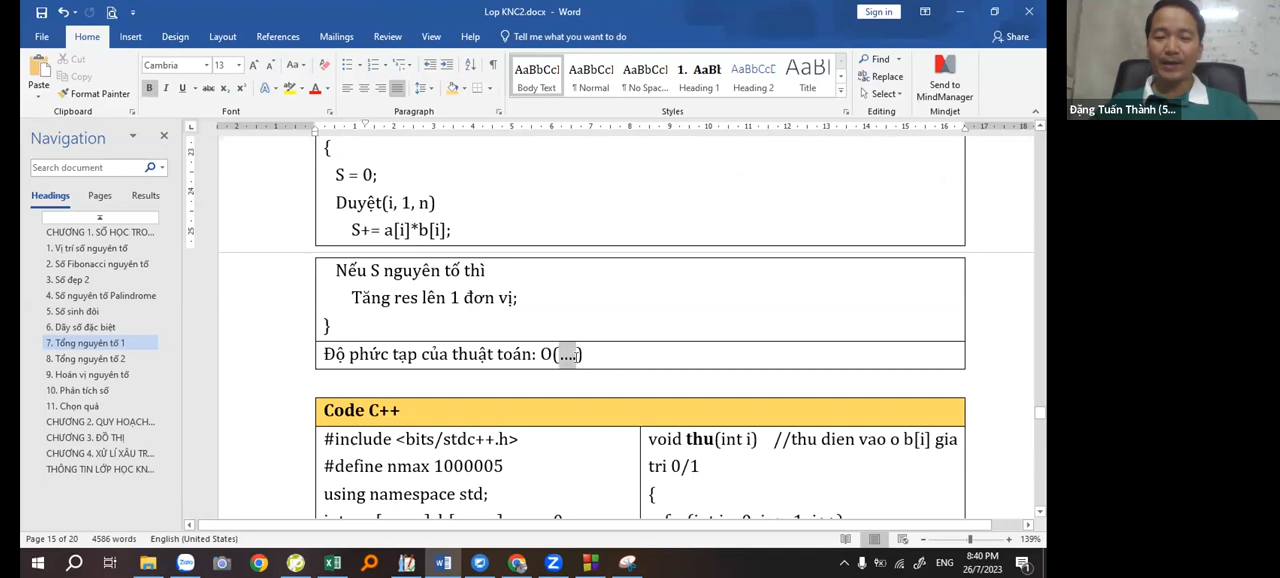 Lop KNC2.docx - Word
Sign in
File Home Insert Design Layout References Mailings Review View Help Tell me what you want to do Share
Cut
Copy
Format Painter
Paste
Clipboard
Cambria 13
Font
Paragraph
AaBbCcl AaBbCcD AaBbCcI 1. AaBb AaBbCcD AaBl
Body Text ¶ Normal ¶ No Spac... Heading 1 Heading 2 Title
Styles
Find
Replace
Select
Editing
Send to
MindManager
Mindjet
Đặng Tuấn Thành (5...
Navigation
Search document
Headings Pages Results
CHƯƠNG 1. SỐ HỌC TRO...
1. Vị trí số nguyên tố
2. Số Fibonacci nguyên tố
3. Số đẹp 2
4. Số nguyên tố Palindrome
5. Số sinh đôi
6. Dãy số đặc biệt
7. Tổng nguyên tố 1
8. Tổng nguyên tố 2
9. Hoán vị nguyên tố
10. Phân tích số
11. Chọn quà
CHƯƠNG 2. QUY HOẠCH...
CHƯƠNG 3. ĐỒ THỊ
CHƯƠNG 4. XỬ LÍ XÂU TR...
THÔNG TIN LỚP HỌC KN...
{
S = 0;
Duyệt(i, 1, n)
S+= a[i]*b[i];
Nếu S nguyên tố thì
Tăng res lên 1 đơn vị;
}
Độ phức tạp của thuật toán: O(....)
Code C++
#include <bits/stdc++.h>
#define nmax 1000005
using namespace std;
void thu(int i) //thu dien vao o b[i] gia
tri 0/1
{
Page 15 of 20 4586 words English (United States) 139%
ENG
8:40 PM
26/7/2023